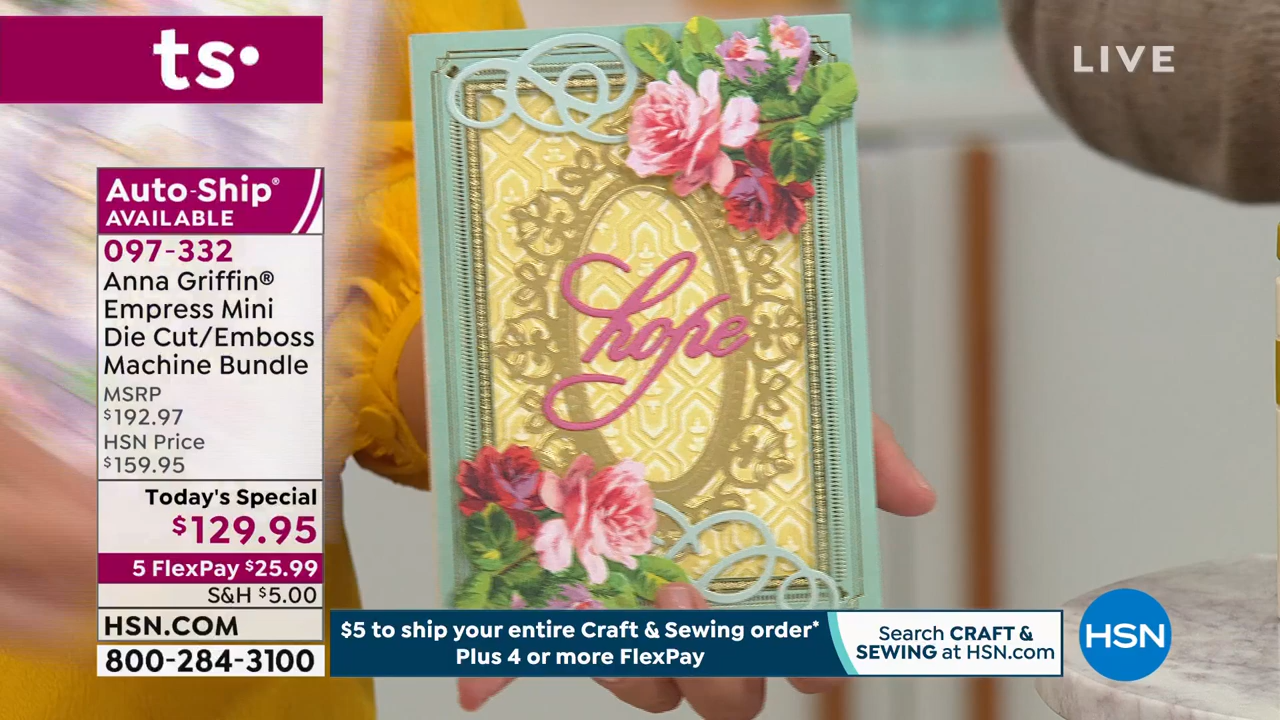 ts•
LIVE
Auto-Ship®
AVAILABLE
097-332
Anna Griffin®
Empress Mini
Die Cut/Emboss
Machine Bundle
MSRP
$192.97
HSN Price
$159.95
Today's Special
$129.95
5 FlexPay $25.99
S&H $5.00
HSN.COM
800-284-3100
hope
$5 to ship your entire Craft & Sewing order*
Plus 4 or more FlexPay
Search CRAFT &
SEWING at HSN.com
HSN